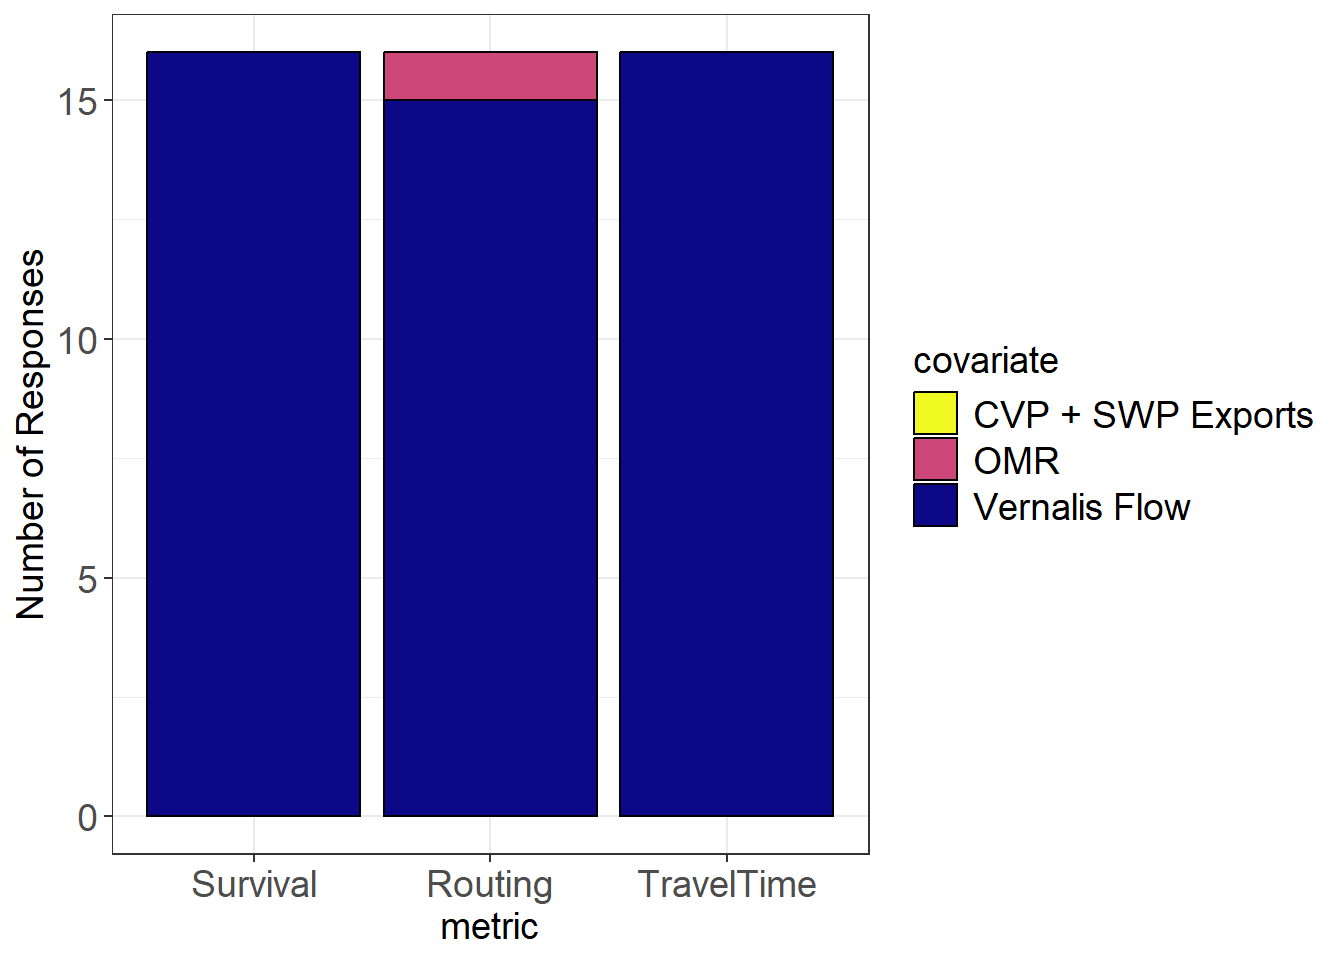 Number of Responses
15
10
5
0
Survival
Routing
TravelTime
metric
covariate
CVP + SWP Exports
OMR
Vernalis Flow